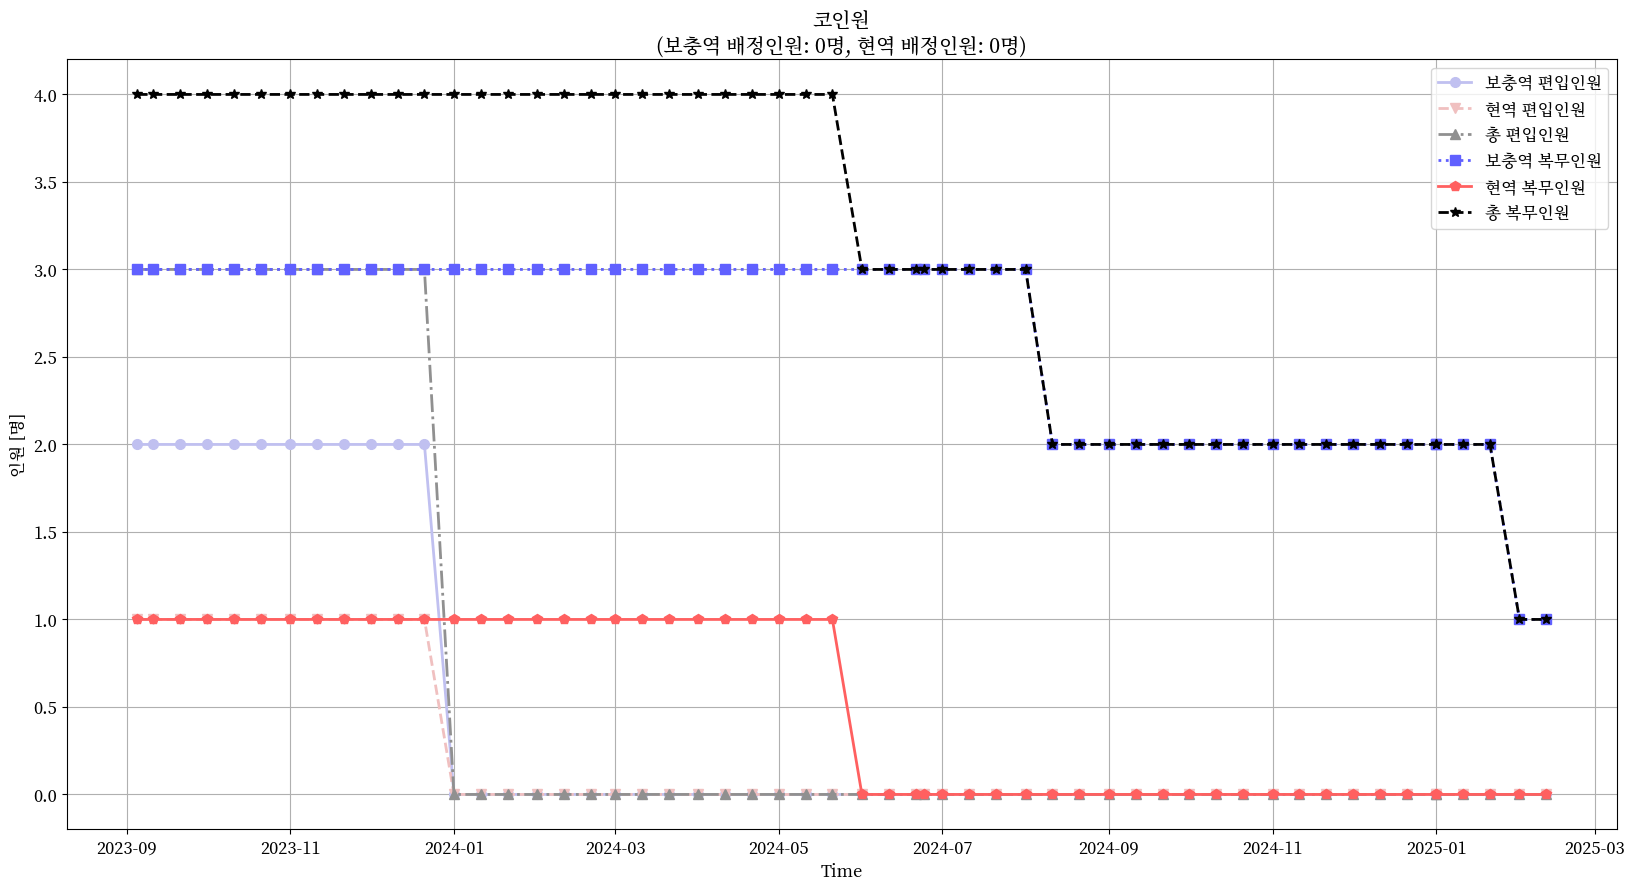 코인원
(보충역 배정인원: 0명, 현역 배정인원: 0명)
보충역 편입인원
현역 편입인원
총 편입인원
보충역 복무인원
현역 복무인원
총 복무인원
인원 [명]
4.0
3.5
3.0
2.5
2.0
1.5
1.0
0.5
0.0
2023-09 2023-11 2024-01 2024-03 2024-05 2024-07 2024-09 2024-11 2025-01 2025-03
Time